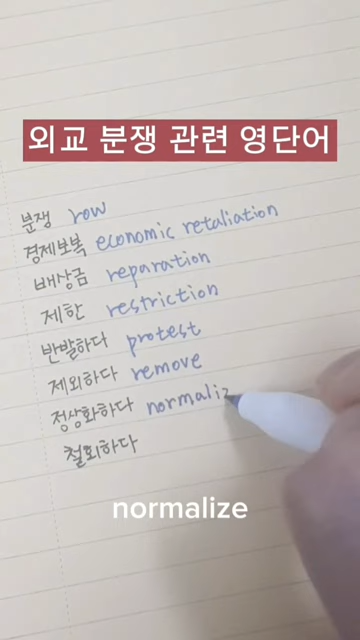 외교 분쟁 관련 영단어
분쟁 row
경제보복 economic retaliation
배상금 reparation
제한 restriction
반발하다 protest
제외하다 remove
정상화하다 normaliz
철회하다
normalize